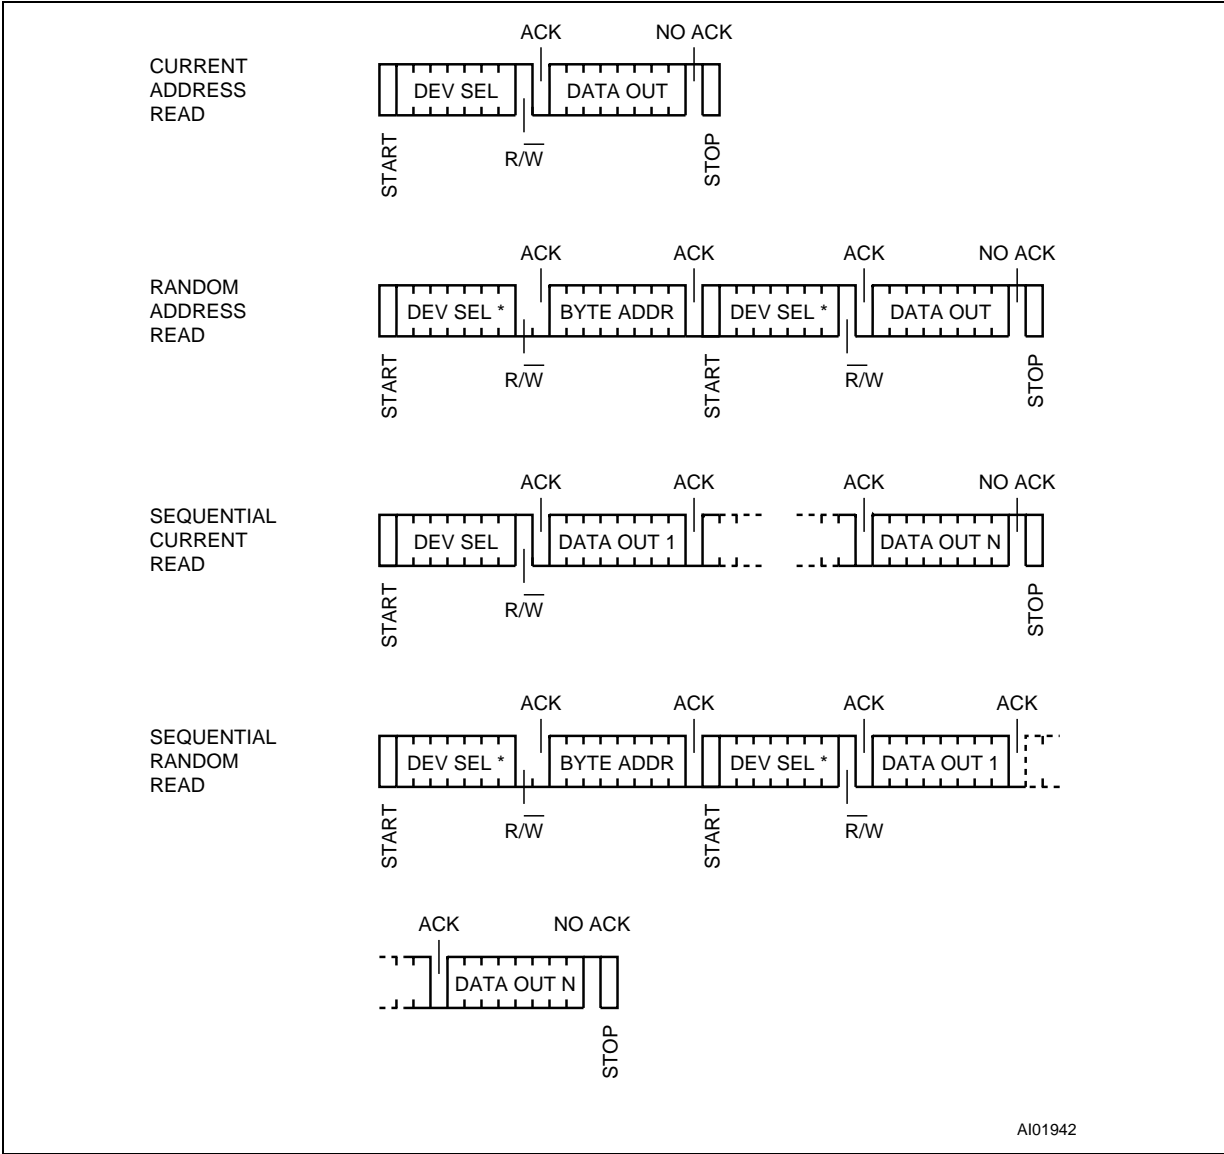 ACK NO ACK
CURRENT
ADDRESS
READ
DEV SEL DATA OUT
START R/W STOP
ACK ACK ACK NO ACK
RANDOM
ADDRESS
READ
DEV SEL * BYTE ADDR DEV SEL * DATA OUT
START R/W START R/W STOP
ACK ACK ACK NO ACK
SEQUENTIAL
CURRENT
READ
DEV SEL DATA OUT 1 DATA OUT N
START R/W STOP
ACK ACK ACK ACK
SEQUENTIAL
RANDOM
READ
DEV SEL * BYTE ADDR DEV SEL * DATA OUT 1
START R/W START R/W
ACK NO ACK
DATA OUT N
STOP
AI01942